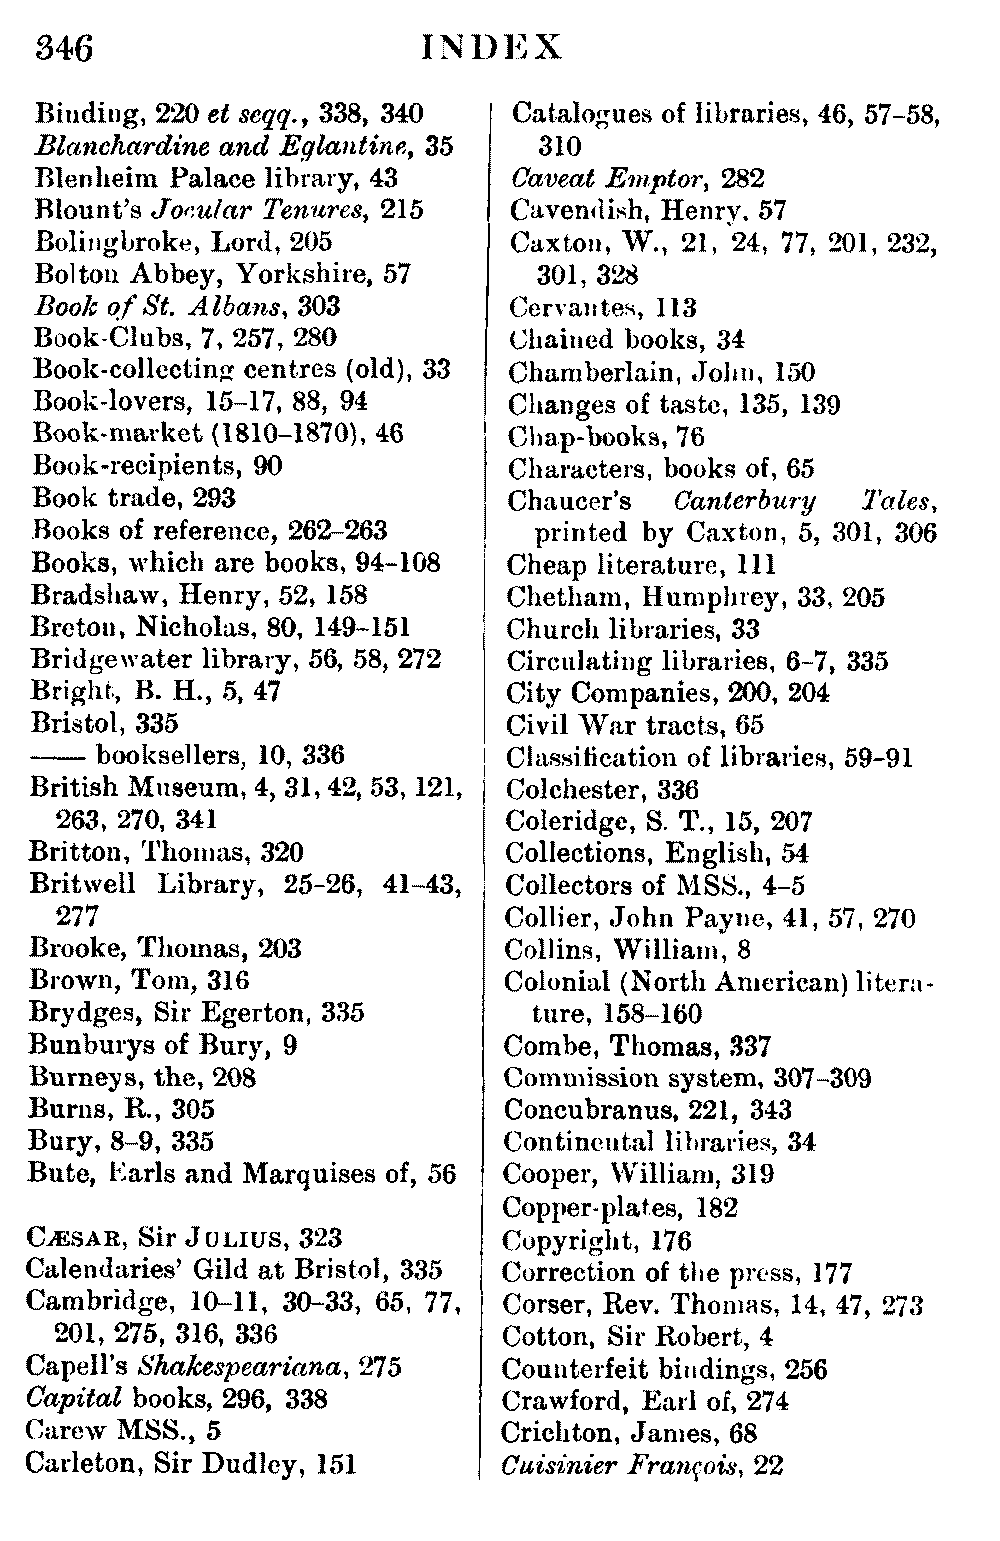 346 INDEX
Binding, 220 et seqq., 338, 340
Blanchardine and Eglantine, 35
Blenheim Palace library, 43
Blount's Jocular Tenures, 215
Bolingbroke, Lord, 205
Bolton Abbey, Yorkshire, 57
Book of St. Albans, 303
Book-Clubs, 7, 257, 280
Book-collecting centres (old), 33
Book-lovers, 15–17, 88, 94
Book-market (1810–1870), 46
Book-recipients, 90
Book trade, 293
Books of reference, 262–263
Books, which are books, 94–108
Bradshaw, Henry, 52, 158
Breton, Nicholas, 80, 149–151
Bridgewater library, 56, 58, 272
Bright, B. H., 5, 47
Bristol, 335
—— booksellers, 10, 336
British Museum, 4, 31, 42, 53, 121,
263, 270, 341
Britton, Thomas, 320
Britwell Library, 25–26, 41–43,
277
Brooke, Thomas, 203
Brown, Tom, 316
Brydges, Sir Egerton, 335
Bunburys of Bury, 9
Burneys, the, 208
Burns, R., 305
Bury, 8–9, 335
Bute, Earls and Marquises of, 56
CÆSAR, Sir JULIUS, 323
Calendaries' Gild at Bristol, 335
Cambridge, 10–11, 30–33, 65, 77,
201, 275, 316, 336
Capell's Shakespeariana, 275
Capital books, 296, 338
Carew MSS., 5
Carleton, Sir Dudley, 151
Catalogues of libraries, 46, 57–58,
310
Caveat Emptor, 282
Cavendish, Henry, 57
Caxton, W., 21, 24, 77, 201, 232,
301, 328
Cervantes, 113
Chained books, 34
Chamberlain, John, 150
Changes of taste, 135, 139
Chap-books, 76
Characters, books of, 65
Chaucer's Canterbury Tales,
printed by Caxton, 5, 301, 306
Cheap literature, 111
Chetham, Humphrey, 33, 205
Church libraries, 33
Circulating libraries, 6–7, 335
City Companies, 200, 204
Civil War tracts, 65
Classification of libraries, 59–91
Colchester, 336
Coleridge, S. T., 15, 207
Collections, English, 54
Collectors of MSS., 4–5
Collier, John Payne, 41, 57, 270
Collins, William, 8
Colonial (North American) litera-
ture, 158–160
Combe, Thomas, 337
Commission system, 307–309
Concubranus, 221, 343
Continental libraries, 34
Cooper, William, 319
Copper-plates, 182
Copyright, 176
Correction of the press, 177
Corser, Rev. Thomas, 14, 47, 273
Cotton, Sir Robert, 4
Counterfeit bindings, 256
Crawford, Earl of, 274
Crichton, James, 68
Cuisinier François, 22